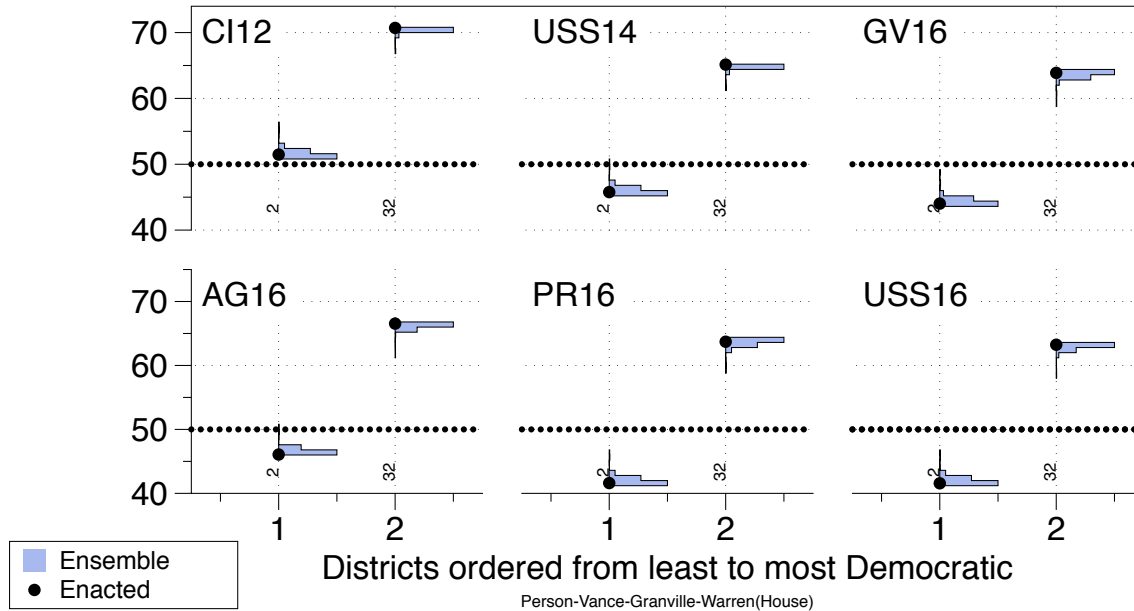 CI12 USS14 GV16
70
60
50
40
2 32 2 32 2 32
AG16 PR16 USS16
70
60
50
40
2 32 2 32 2 32
1 2 1 2 1 2
Districts ordered from least to most Democratic
Person-Vance-Granville-Warren(House)
Ensemble
Enacted